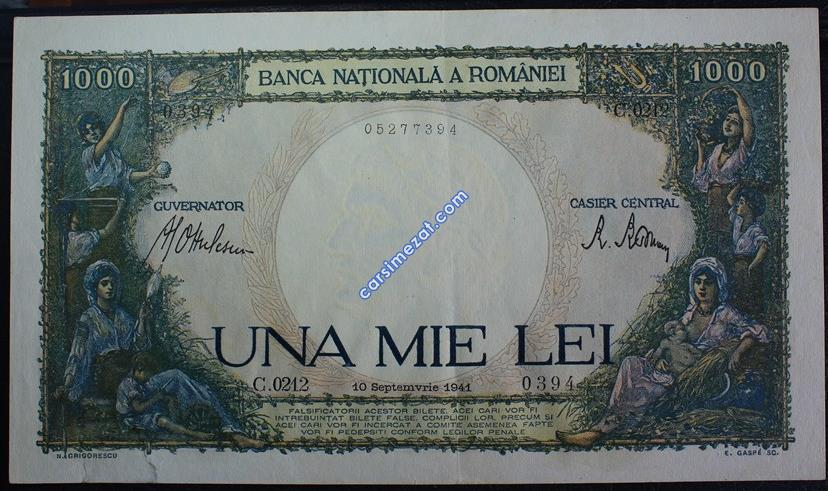 1000 BANCA NAȚIONALĂ A ROMÂNIEI 1000
0394 C.0212
05277394
GUVERNATOR CASIER CENTRAL
carsimezat.com
UNA MIE LEI
C.0212 10 Septemvrie 1941 0394
FALSIFICATORII ACESTOR BILETE, ACEI CARI VOR FI
INTREBUINȚAT BILETE FALSE, COMPLICII LOR, PRECUM ȘI
ACEI CARI VOR FI INCERCAT A COMITE ASEMENEA FAPTE
VOR FI PEDEPSIȚI CONFORM LEGILOR PENALE
N. GRIGORESCU E. GASPÉ SC.